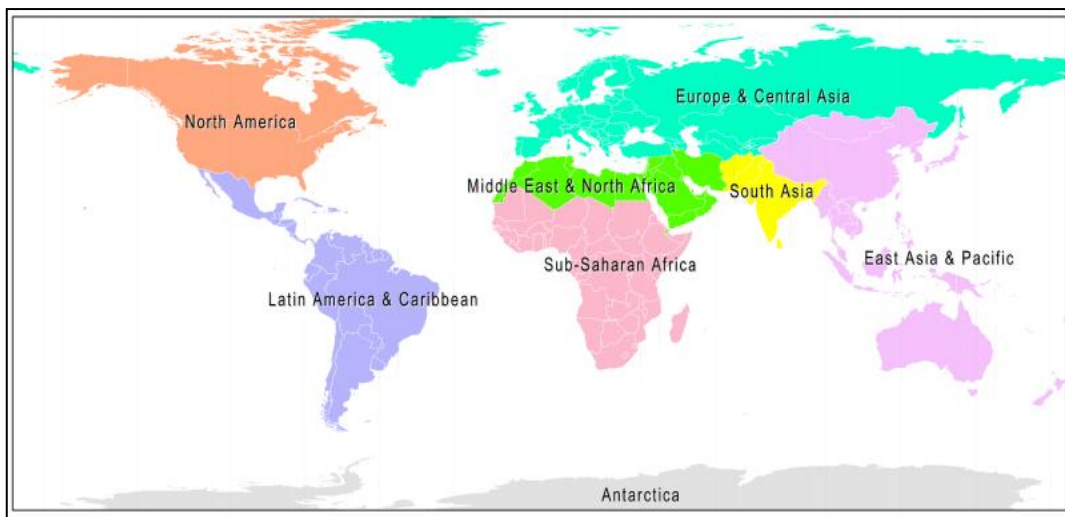 Europe & Central Asia
North America
Middle East & North Africa
South Asia
East Asia & Pacific
Sub-Saharan Africa
Latin America & Caribbean
Antarctica